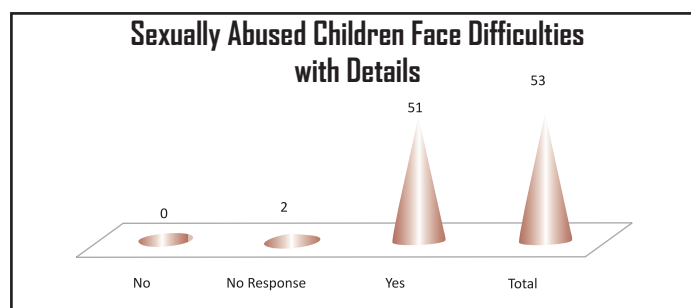 Sexually Abused Children Face Difficulties
with Details
53
51
2
0
No No Response Yes Total